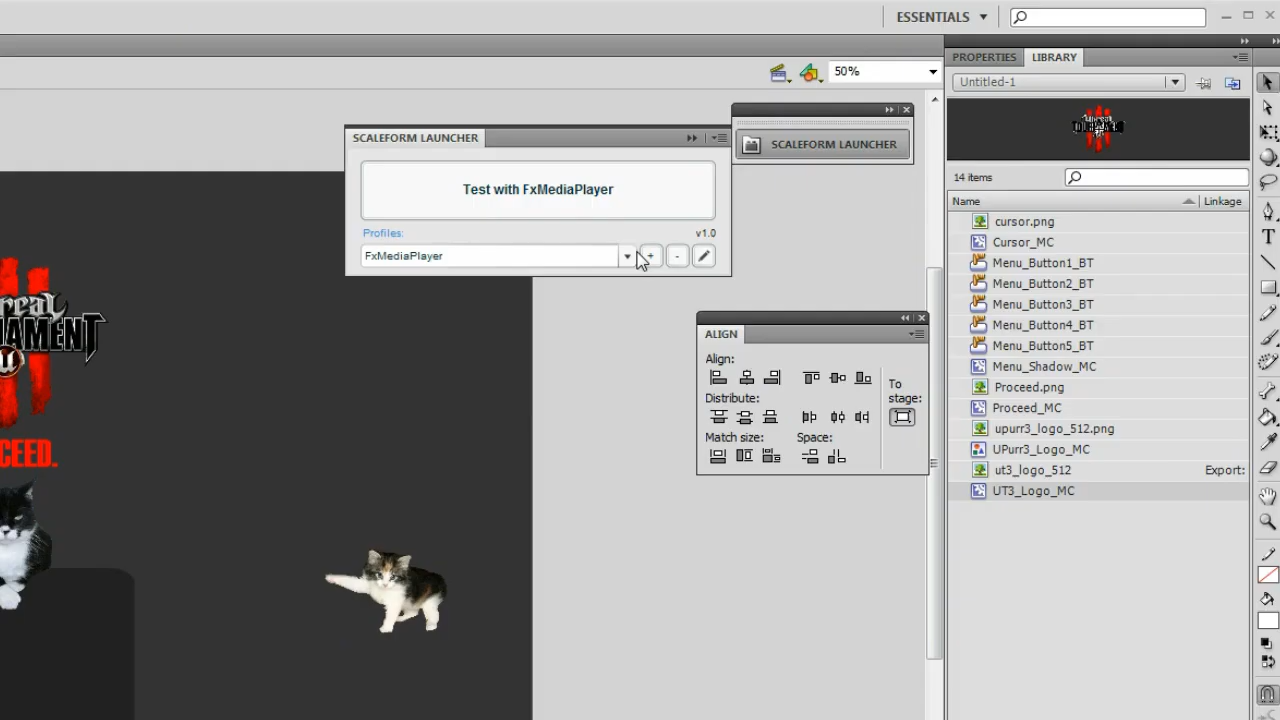 ESSENTIALS
50%
PROPERTIES LIBRARY
Untitled-1
14 items
Name Linkage
cursor.png
Cursor_MC
Menu_Button1_BT
Menu_Button2_BT
Menu_Button3_BT
Menu_Button4_BT
Menu_Button5_BT
Menu_Shadow_MC
Proceed.png
Proceed_MC
upurr3_logo_512.png
UPurr3_Logo_MC
ut3_logo_512 Export:
UT3_Logo_MC
SCALEFORM LAUNCHER
SCALEFORM LAUNCHER
Test with FxMediaPlayer
Profiles: v1.0
FxMediaPlayer + -
ALIGN
Align:
To
stage:
Distribute:
Match size: Space:
real
NAMENT
CEED.